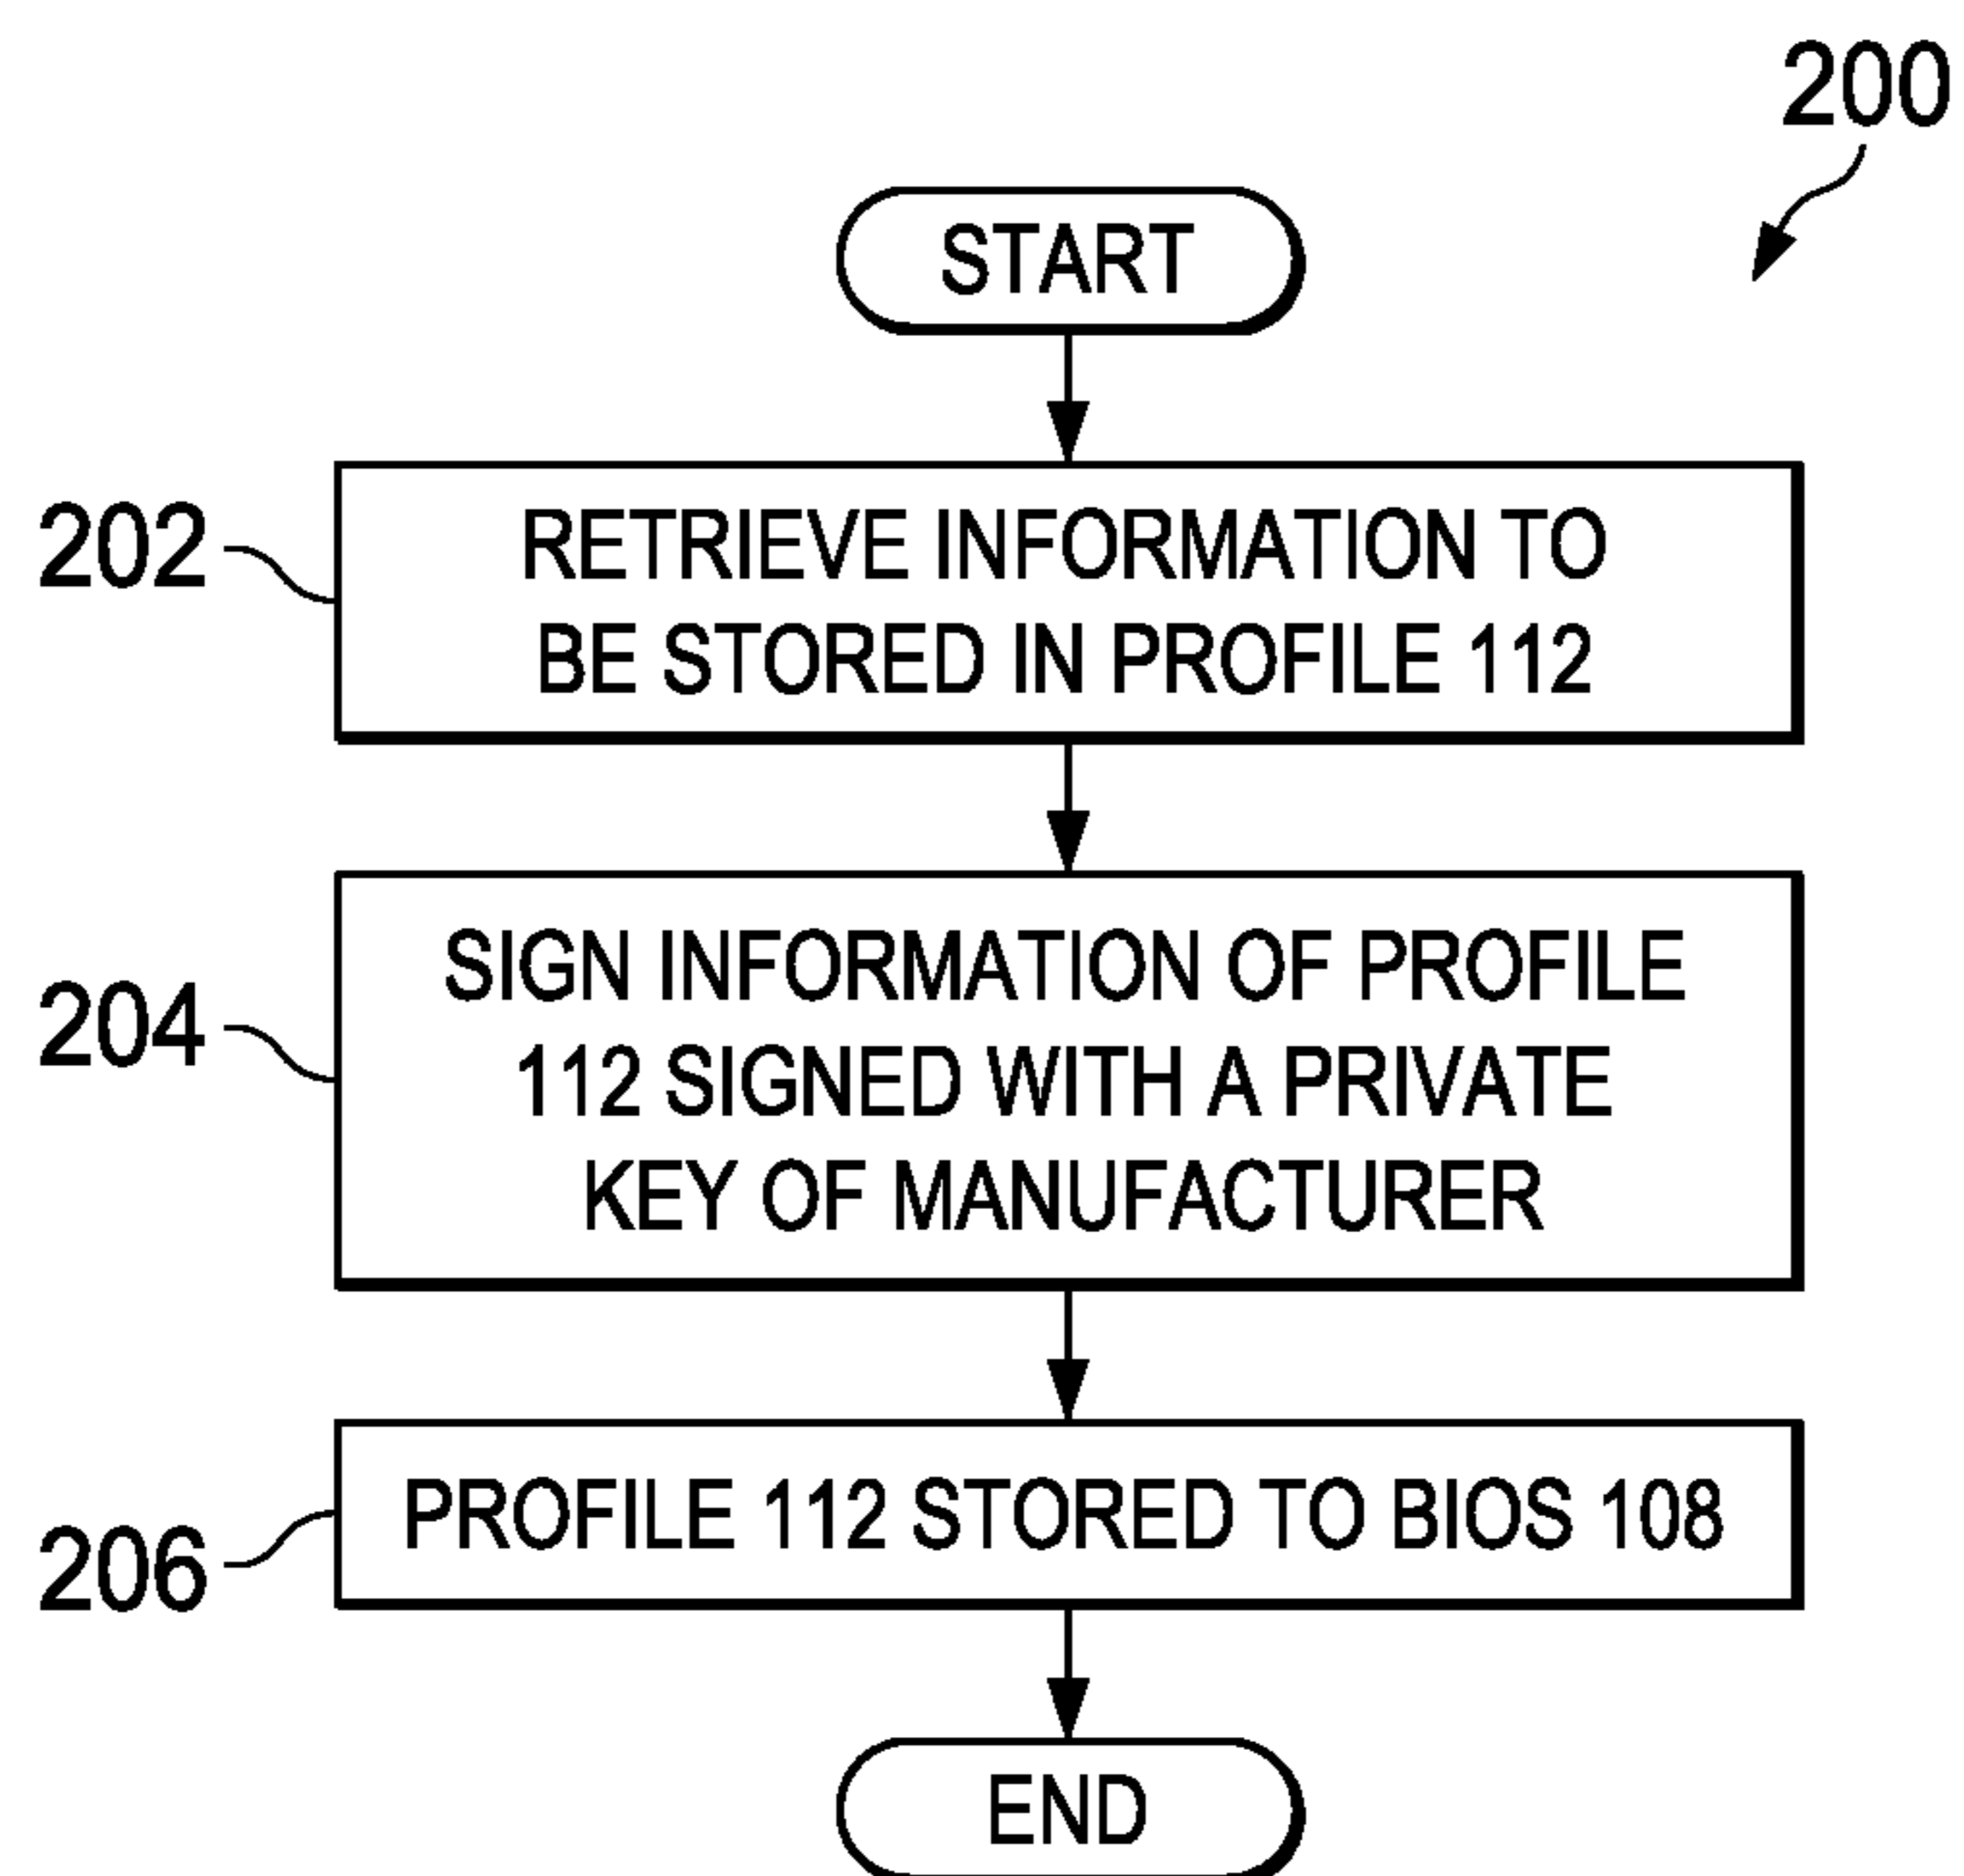 200
START
202
RETRIEVE INFORMATION TO
BE STORED IN PROFILE 112
204
SIGN INFORMATION OF PROFILE
112 SIGNED WITH A PRIVATE
KEY OF MANUFACTURER
206
PROFILE 112 STORED TO BIOS 108
END